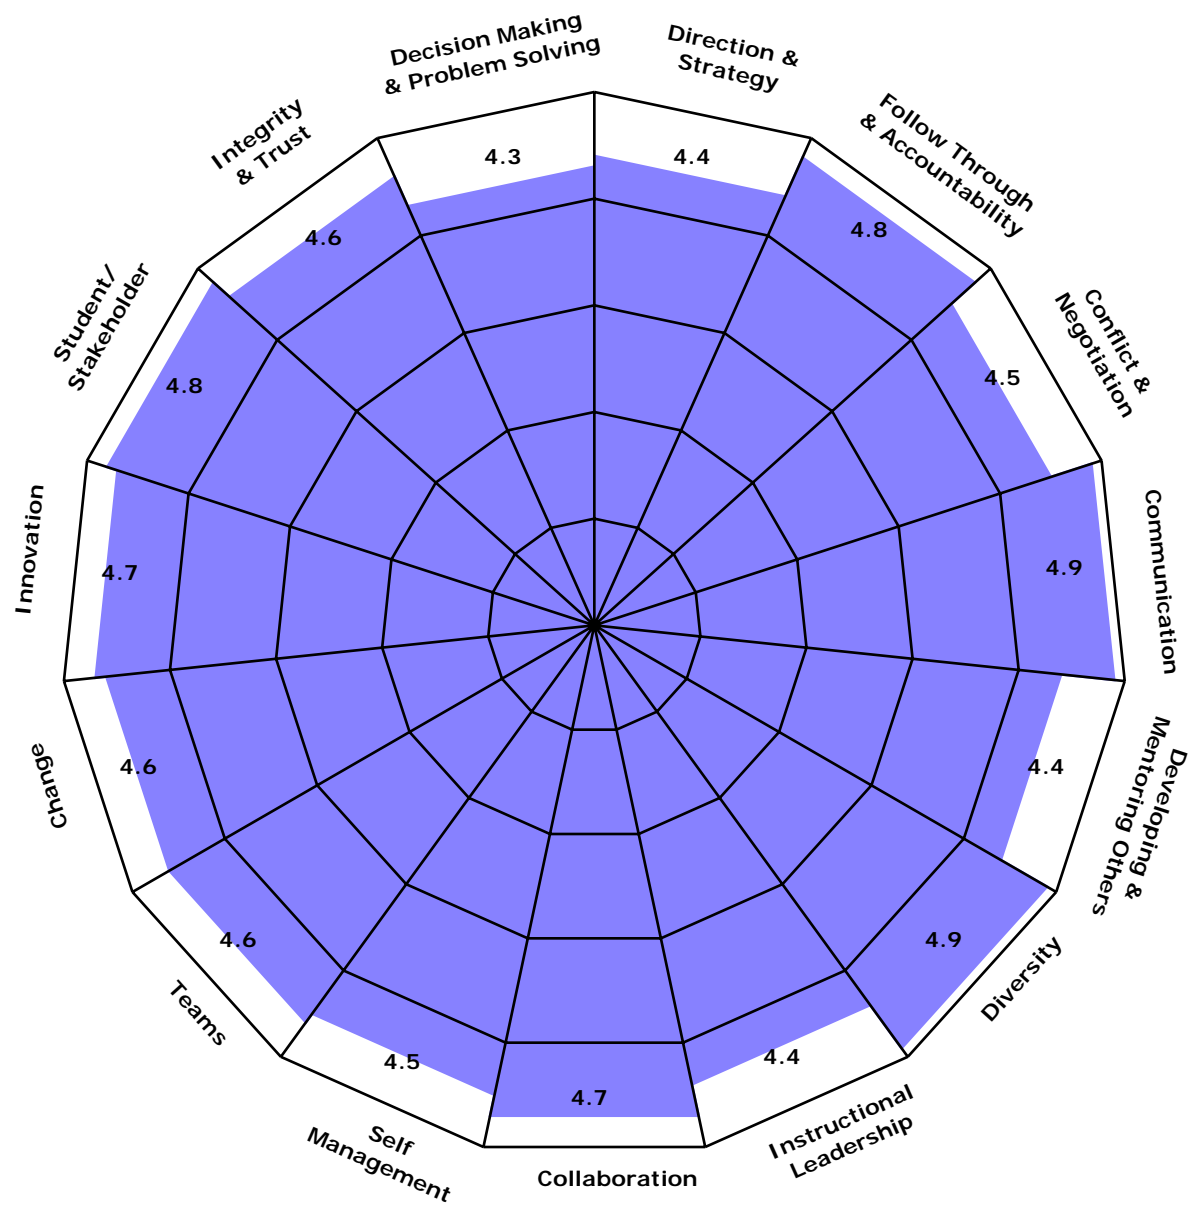 Decision Making
& Problem Solving
4.3
Direction &
Strategy
4.4
Follow Through
& Accountability
4.8
Conflict &
Negotiation
4.5
Communication
4.9
Developing &
Mentoring Others
4.4
Diversity
4.9
Instructional
Leadership
4.4
Collaboration
4.7
Self
Management
4.5
Teams
4.6
Change
4.6
Innovation
4.7
Student/
Stakeholder
4.8
Integrity
& Trust
4.6